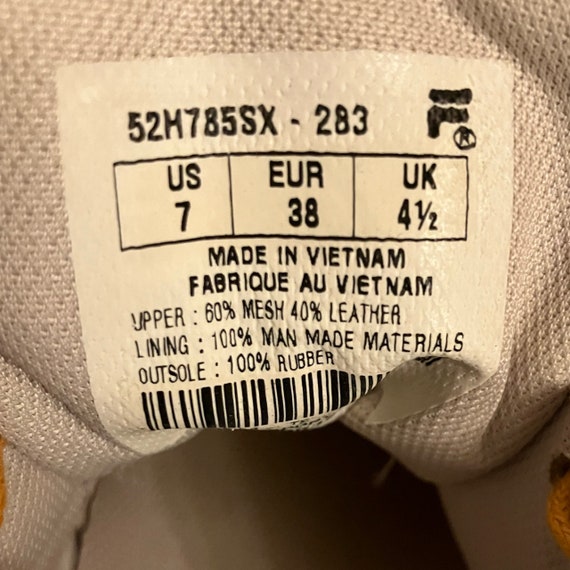 52H785SX - 283 F®
US EUR UK
7 38 4½
MADE IN VIETNAM
FABRIQUE AU VIETNAM
UPPER : 60% MESH 40% LEATHER
LINING : 100% MAN MADE MATERIALS
OUTSOLE : 100% RUBBER